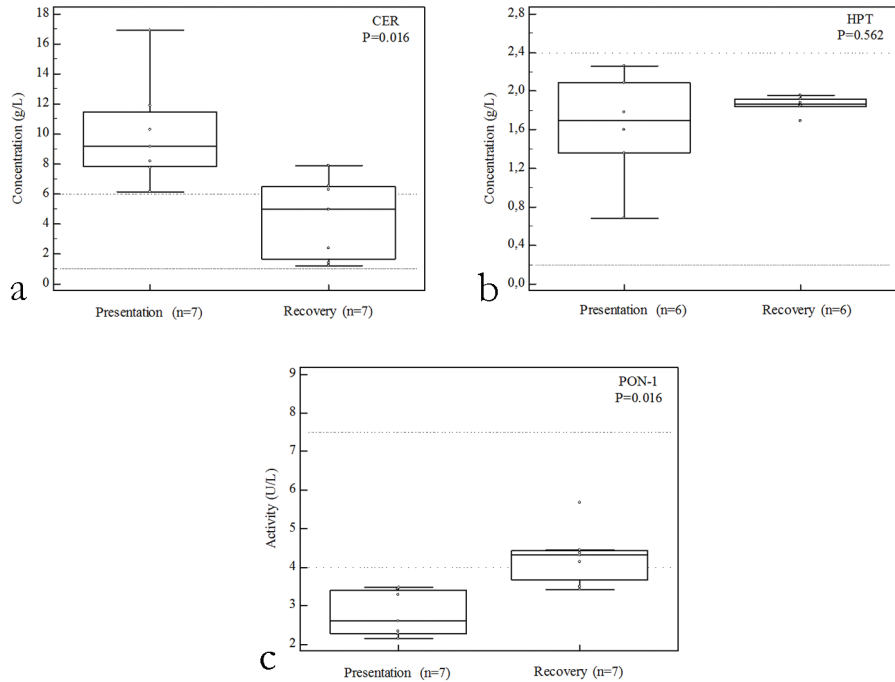 CER
P=0.016
Concentration (g/L)
18
16
14
12
10
8
6
4
2
0
Presentation (n=7)
Recovery (n=7)
a
HPT
P=0.562
Concentration (g/L)
2,8
2,4
2,0
1,6
1,2
0,8
0,4
0,0
Presentation (n=6)
Recovery (n=6)
b
PON-1
P=0.016
Activity (U/L)
9
8
7
6
5
4
3
2
Presentation (n=7)
Recovery (n=7)
c